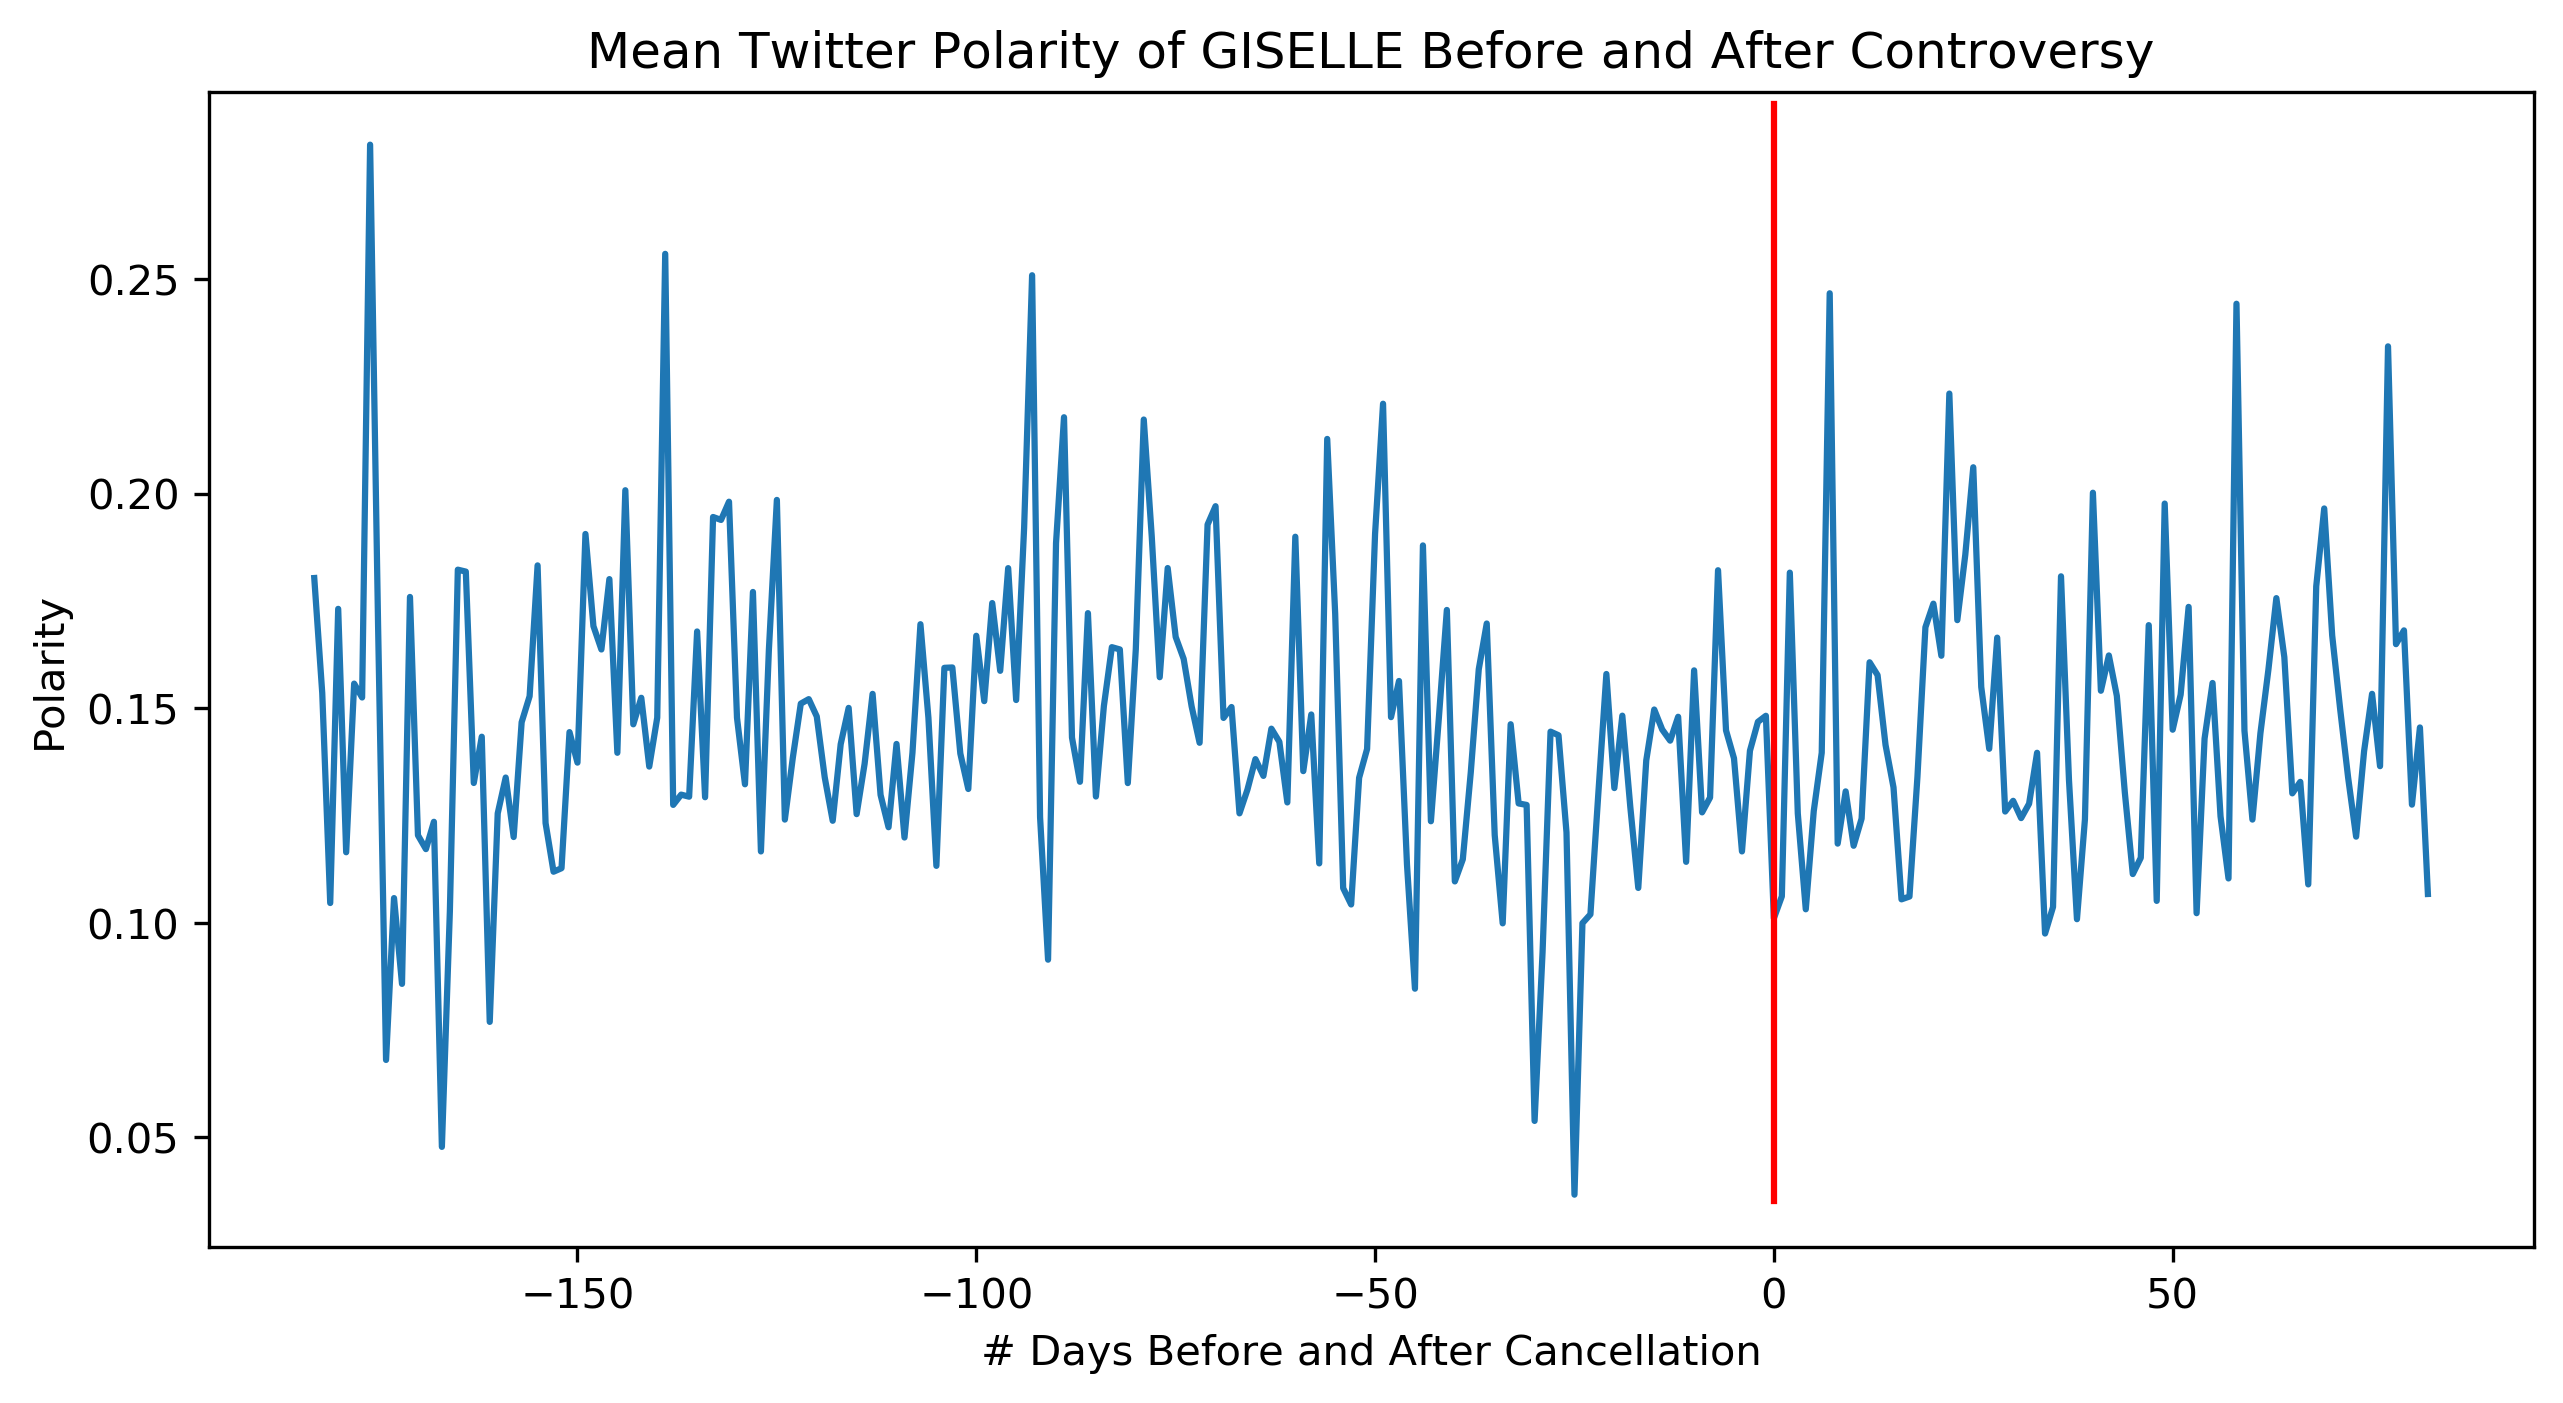 Mean Twitter Polarity of GISELLE Before and After Controversy
Polarity
0.25
0.20
0.15
0.10
0.05
−150 −100 −50 0 50
# Days Before and After Cancellation